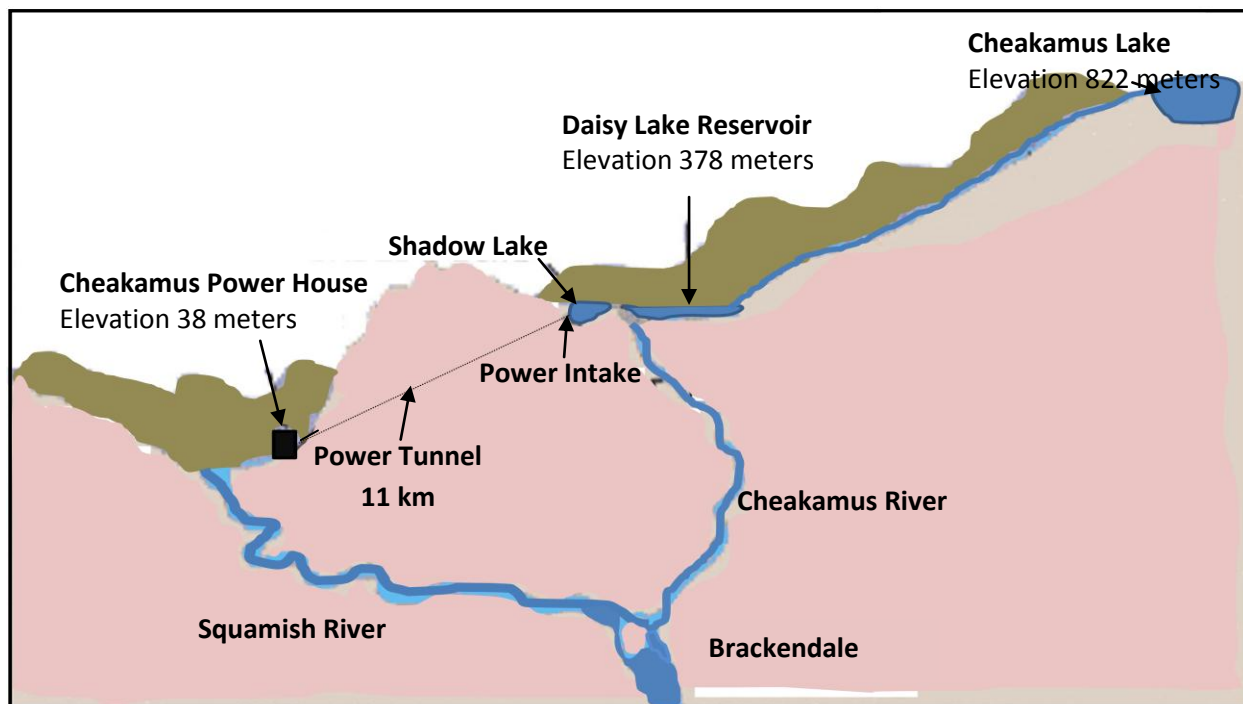 Cheakamus Lake
Elevation 822 meters
Daisy Lake Reservoir
Elevation 378 meters
Shadow Lake
Cheakamus Power House
Elevation 38 meters
Power Intake
Power Tunnel
11 km
Cheakamus River
Squamish River
Brackendale